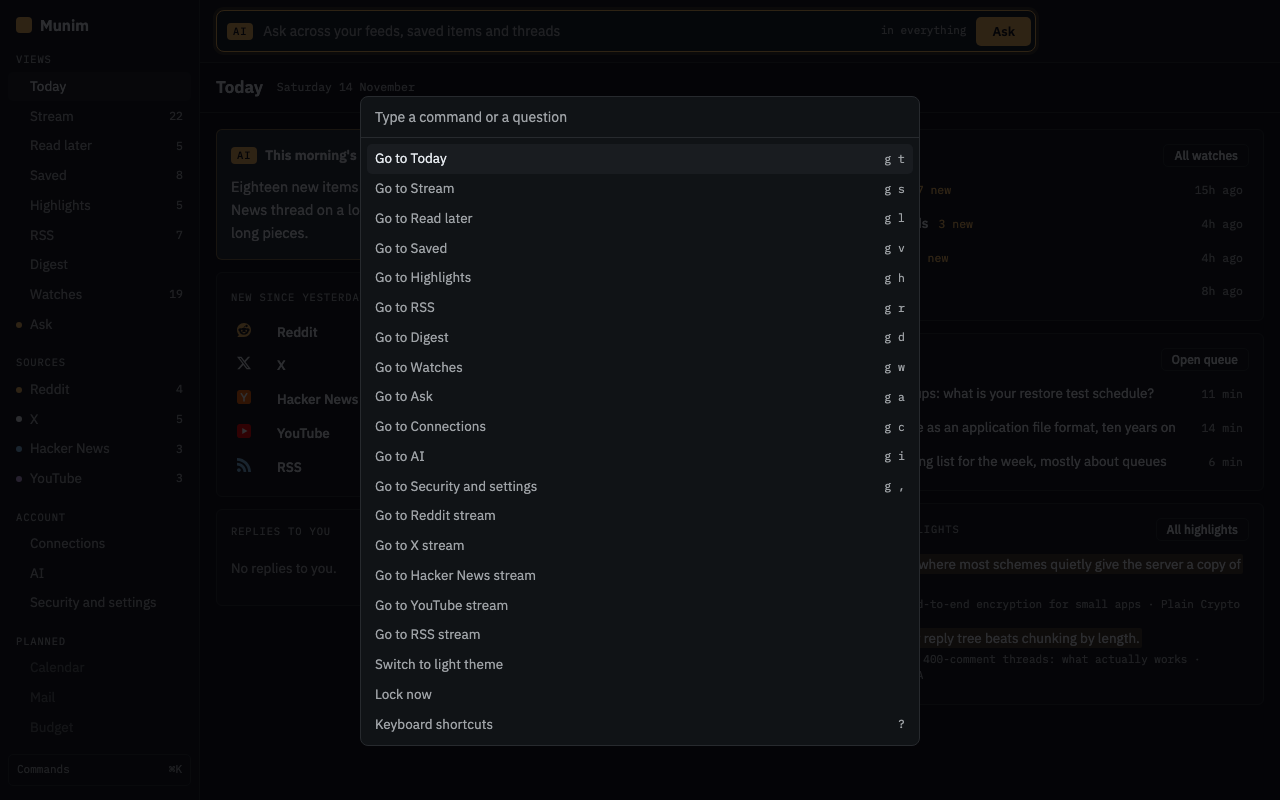 Munim
AI Ask across your feeds, saved items and threads in everything Ask
VIEWS
Today
Stream 22
Read later 5
Saved 8
Highlights 5
RSS 7
Digest
Watches 19
Ask
SOURCES
Reddit 4
X 5
Hacker News 3
YouTube 3
ACCOUNT
Connections
AI
Security and settings
PLANNED
Calendar
Mail
Budget
Commands ⌘K
Today Saturday 14 November
AI This morning's
Eighteen new items
News thread on a lo
long pieces.
NEW SINCE YESTERDA
Reddit
X
Hacker News
YouTube
RSS
REPLIES TO YOU
No replies to you.
Type a command or a question
Go to Today g t
Go to Stream g s
Go to Read later g l
Go to Saved g v
Go to Highlights g h
Go to RSS g r
Go to Digest g d
Go to Watches g w
Go to Ask g a
Go to Connections g c
Go to AI g i
Go to Security and settings g ,
Go to Reddit stream
Go to X stream
Go to Hacker News stream
Go to YouTube stream
Go to RSS stream
Switch to light theme
Lock now
Keyboard shortcuts ?
All watches
new 15h ago
3 new 4h ago
new 4h ago
8h ago
Open queue
ps: what is your restore test schedule? 11 min
e as an application file format, ten years on 14 min
ng list for the week, mostly about queues 6 min
LIGHTS All highlights
where most schemes quietly give the server a copy of
d-to-end encryption for small apps · Plain Crypto
reply tree beats chunking by length.
400-comment threads: what actually works ·